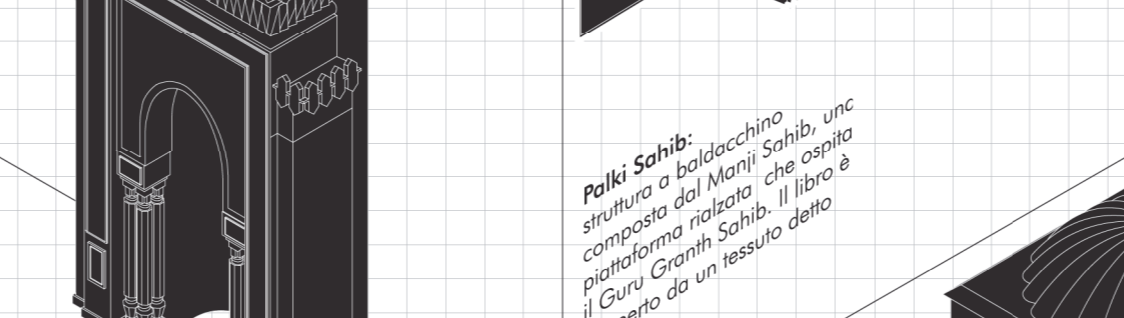 Palki Sahib:
struttura a baldacchino
composta dal Manji Sahib, una
piattaforma rialzata che ospita
il Guru Granth Sahib. Il libro è
da un tessuto detto